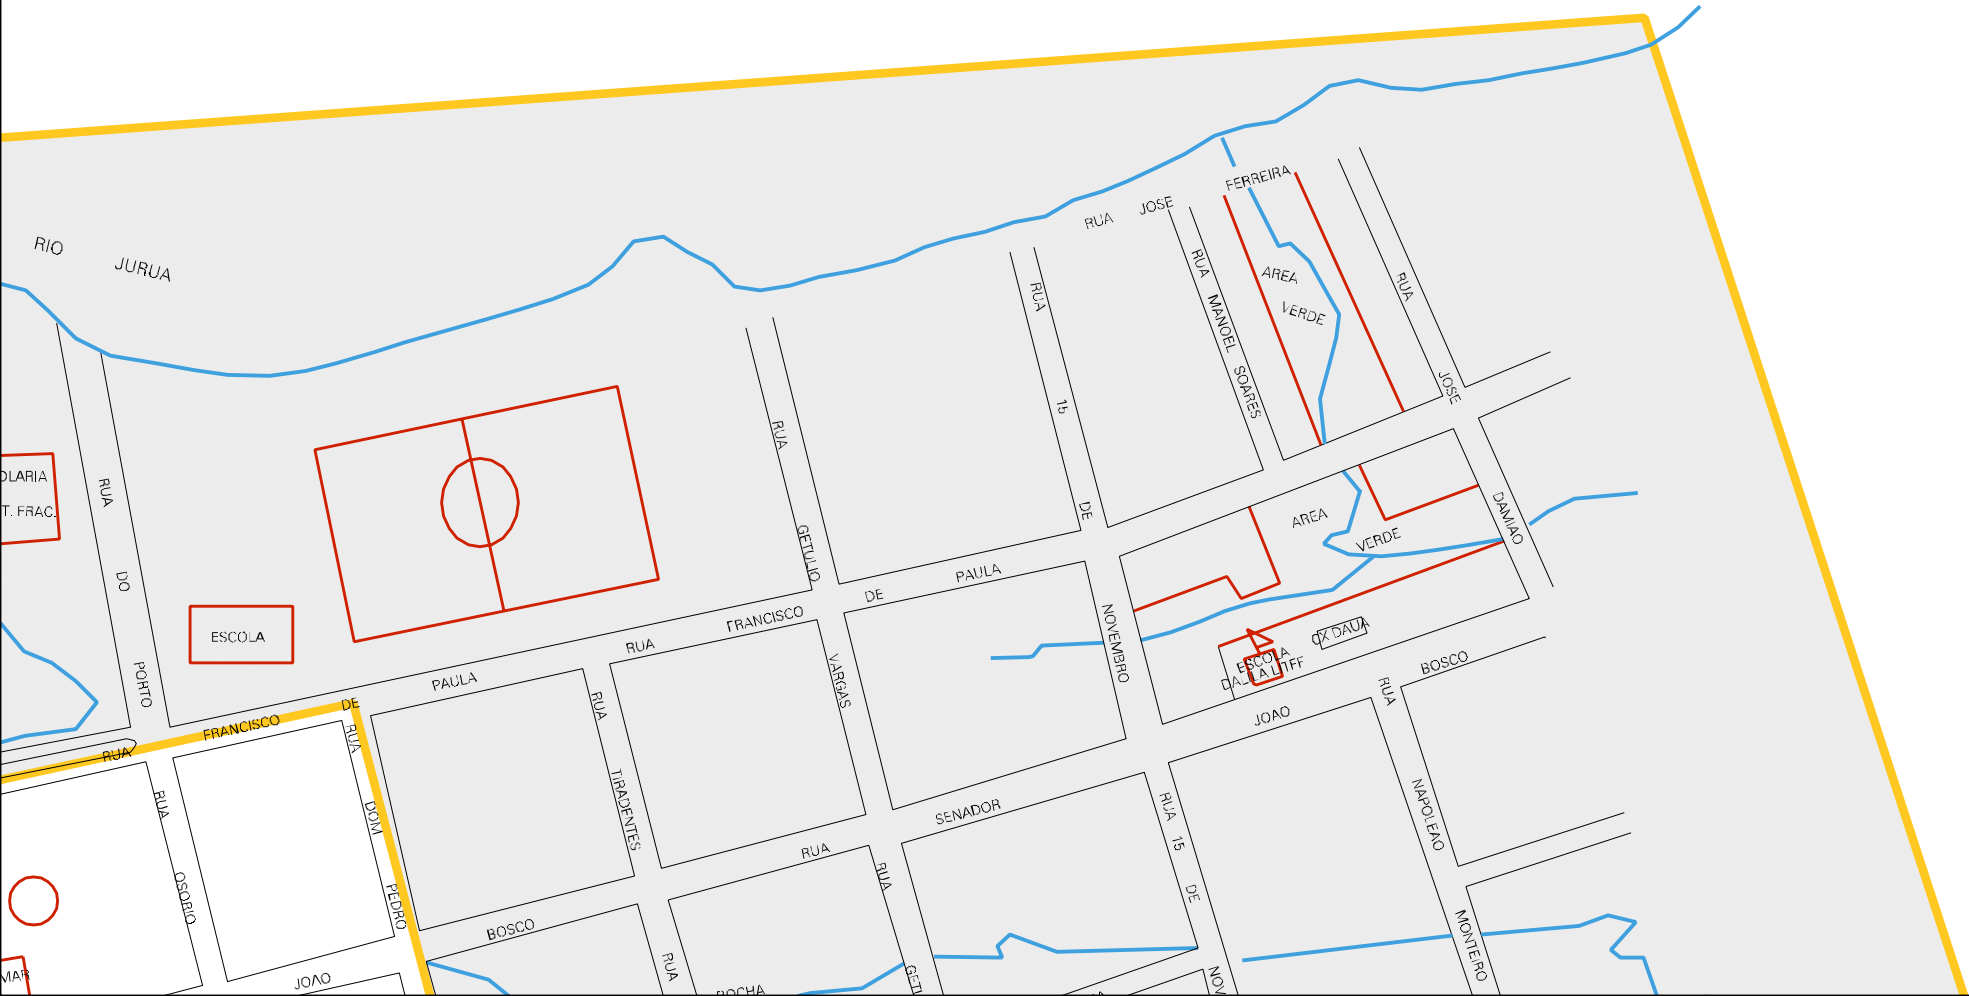 RIO JURUA
RUA JOSE FERREIRA
AREA
VERDE
RUA MANOEL SOARES
RUA JOSE DAMIAO
RUA 15 DE NOVEMBRO
RUA GETULIO VARGAS
OLARIA
T. FRAC.
RUA DO PORTO
ESCOLA
RUA FRANCISCO DE PAULA
RUA FRANCISCO DE PAULA
AREA
VERDE
ESCOLA
RUA TIRADENTES
RUA DOM PEDRO
RUA OSORIO
JOAO BOSCO
RUA SENADOR JOAO BOSCO
RUA NAPOLEAO MONTEIRO
RUA 15 DE NOV
RUA GETU
RUA
MAR
ROCHA